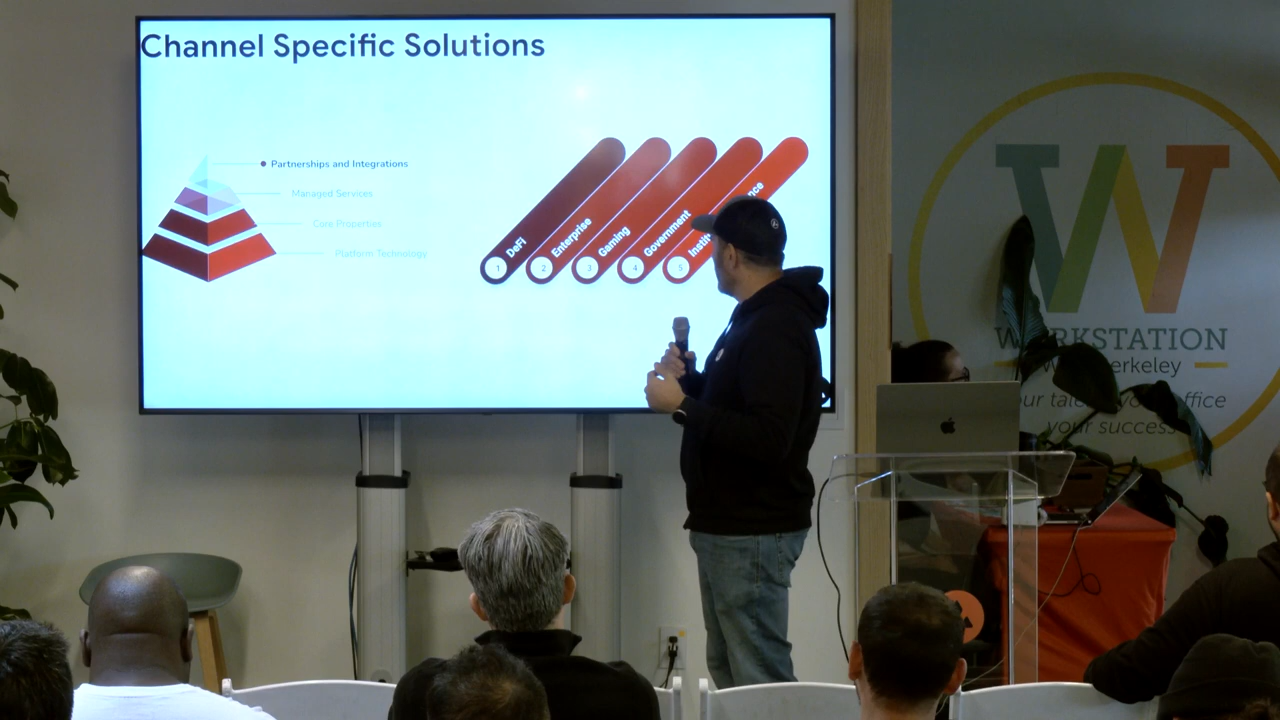 Channel Specific Solutions
Partnerships and Integrations
Managed Services
Core Properties
Platform Technology
1 DeFi
2 Enterprise
3 Gaming
4 Government
5
W
WORKSTATION
erkeley
your success